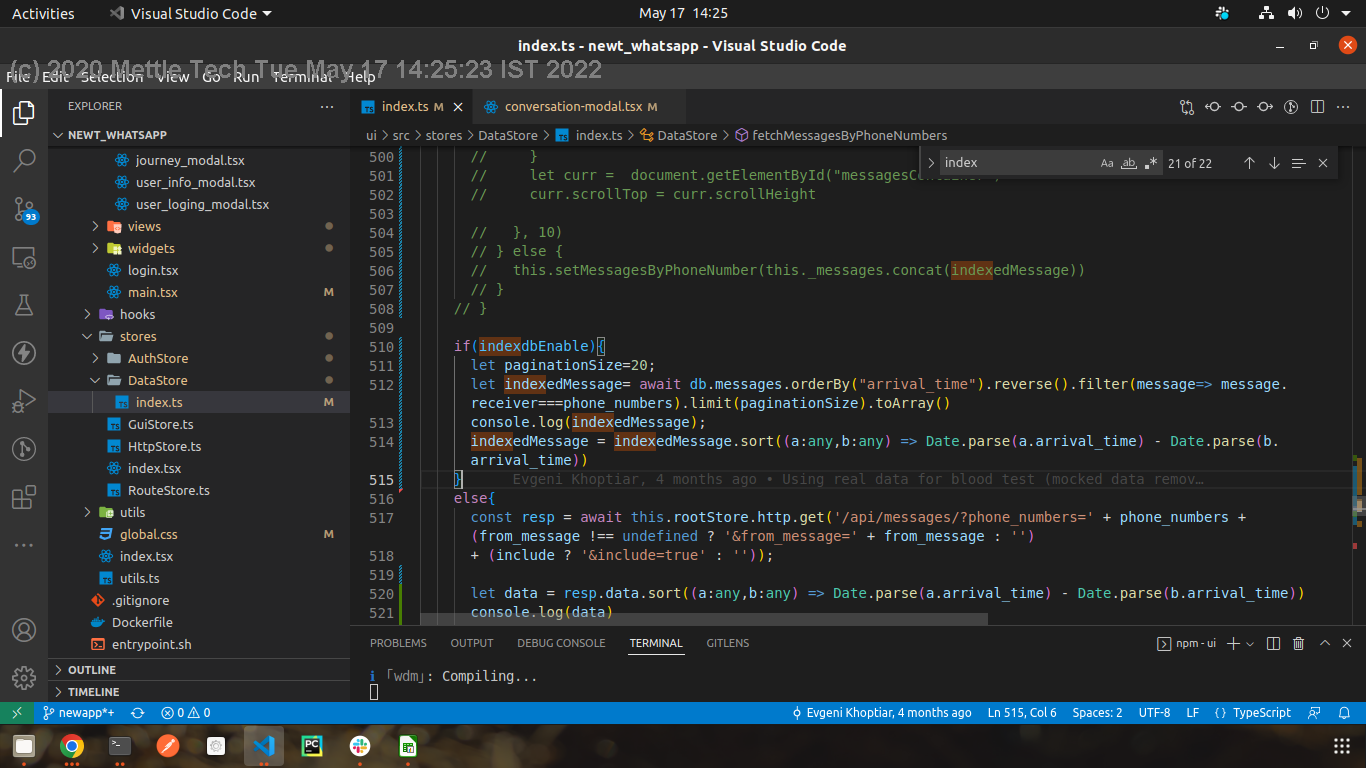 Activities
Visual Studio Code
May 17 14:25
index.ts - newt_whatsapp - Visual Studio Code
File Edit Selection View Go Run Terminal Help
(c) 2020 Mettle Tech Tue May 17 14:25:23 IST 2022
EXPLORER
NEWT_WHATSAPP
journey_modal.tsx
user_info_modal.tsx
user_loging_modal.tsx
views
widgets
login.tsx
main.tsx M
hooks
stores
AuthStore
DataStore
TS index.ts M
TS GuiStore.ts
TS HttpStore.ts
index.tsx
TS RouteStore.ts
utils
global.css M
index.tsx
TS utils.ts
.gitignore
Dockerfile
entrypoint.sh
OUTLINE
TIMELINE
93
TS index.ts M
conversation-modal.tsx M
ui > src > stores > DataStore > TS index.ts > DataStore > fetchMessagesByPhoneNumbers
index
Aa ab .*
21 of 22
500 // }
501 // let curr = document.getElementById("messagesContainer")
502 // curr.scrollTop = curr.scrollHeight
503
504 // }, 10)
505 // } else {
506 // this.setMessagesByPhoneNumber(this._messages.concat(indexedMessage))
507 // }
508 // }
509
510 if(indexdbEnable){
511 let paginationSize=20;
512 let indexedMessage= await db.messages.orderBy("arrival_time").reverse().filter(message=> message.
receiver===phone_numbers).limit(paginationSize).toArray()
513 console.log(indexedMessage);
514 indexedMessage = indexedMessage.sort((a:any,b:any) => Date.parse(a.arrival_time) - Date.parse(b.
arrival_time))
515 } Evgeni Khoptiar, 4 months ago • Using real data for blood test (mocked data remov…
516 else{
517 const resp = await this.rootStore.http.get('/api/messages/?phone_numbers=' + phone_numbers +
(from_message !== undefined ? '&from_message=' + from_message : '')
518 + (include ? '&include=true' : ''));
519
520 let data = resp.data.sort((a:any,b:any) => Date.parse(a.arrival_time) - Date.parse(b.arrival_time))
521 console.log(data)
PROBLEMS OUTPUT DEBUG CONSOLE TERMINAL GITLENS
npm - ui
i 「wdm」: Compiling...
newapp*+
0 0
Evgeni Khoptiar, 4 months ago Ln 515, Col 6 Spaces: 2 UTF-8 LF {} TypeScript
PC